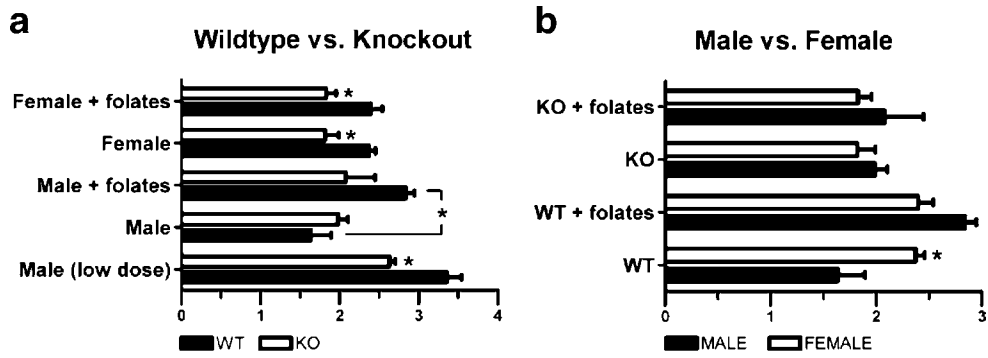 a
Wildtype vs. Knockout
Female + folates
*
Female
*
Male + folates
*
Male
Male (low dose)
*
0 1 2 3 4
WT KO
b
Male vs. Female
KO + folates
KO
WT + folates
WT
*
0 1 2 3
MALE FEMALE